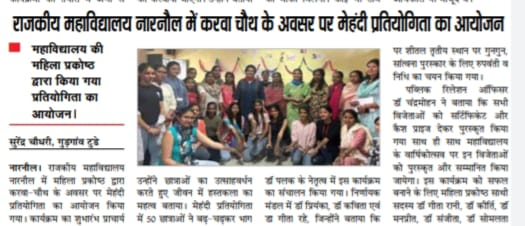 राजकीय महाविद्यालय नारनौल में करवा चौथ के अवसर पर मेहंदी प्रतियोगिता का आयोजन
महाविद्यालय की
महिला प्रकोष्ठ
द्वारा किया गया
प्रतियोगिता का
आयोजन।
सुरेंद्र चौधरी, गुड़गांव टुडे
नारनौल। राजकीय महाविद्यालय
नारनौल में महिला प्रकोष्ठ द्वारा
करवा-चौथ के अवसर पर मेहंदी
प्रतियोगिता का आयोजन किया
गया। कार्यक्रम का शुभारंभ प्राचार्य
उन्होंने छात्राओं का उत्साहवर्धन
करते हुए जीवन में हस्तकला का
महत्व बताया। मेहंदी प्रतियोगिता
में 50 छात्राओं ने बढ़-चढ़कर भाग
डॉ पलक के नेतृत्व में इस कार्यक्रम
का संचालन किया गया। निर्णायक
मंडल में डॉ प्रियंका, डॉ कविता एवं
डा गीता रहे, जिन्होंने बताया कि
पर शीतल तृतीय स्थान पर गुनगुन,
सांत्वना पुरस्कार के लिए रुपवंती व
निधि का चयन किया गया।
पब्लिक रिलेशन ऑफिसर
डॉ चंद्रमोहन ने बताया कि सभी
विजेताओं को सर्टिफिकेट और
कैश प्राइज देकर पुरस्कृत किया
गया साथ ही साथ महाविद्यालय
के वार्षिकोत्सव पर इन विजेताओं
को पुरस्कृत और सम्मानित किया
जायेगा। इस कार्यक्रम को सफल
बनाने के लिए महिला प्रकोष्ठ साथी
सदस्य डॉ गीता रानी, डॉ कीर्ति, डॉ
मनप्रीत, डॉ संजीता, डॉ सोमलता